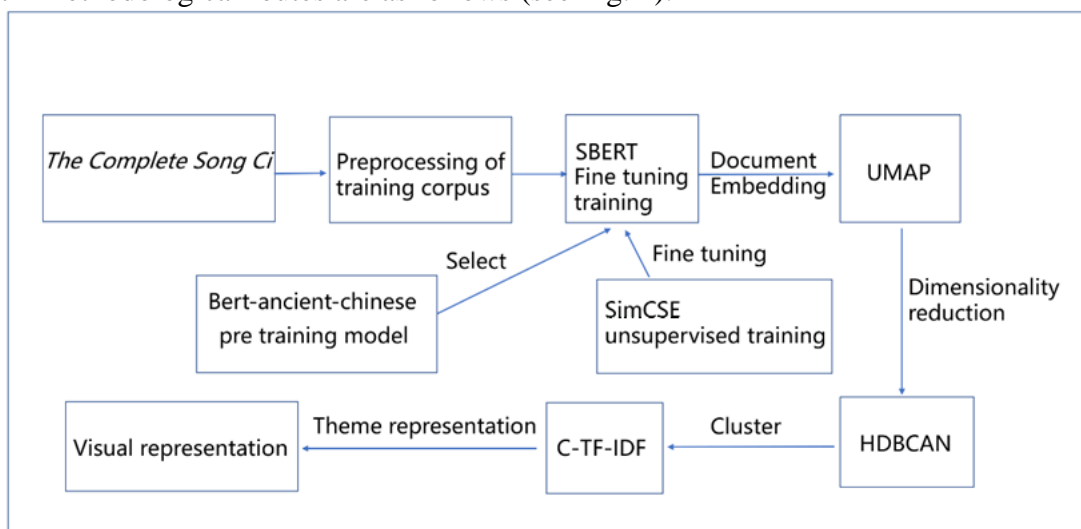 The Complete Song Ci
Preprocessing of
training corpus
SBERT
Fine tuning
training
Document
Embedding
UMAP
Select
Fine tuning
Bert-ancient-chinese
pre training model
SimCSE
unsupervised training
Dimensionality
reduction
Visual representation
Theme representation
C-TF-IDF
Cluster
HDBCAN